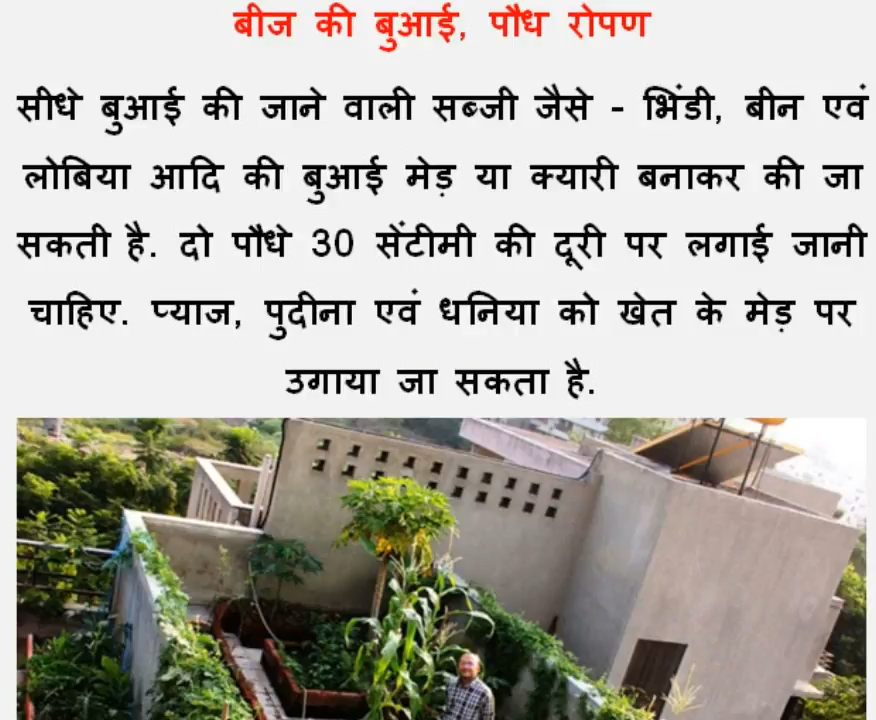 बीज की बुआई, पौध रोपण
सीधे बुआई की जाने वाली सब्जी जैसे - भिंडी, बीन एवं
लोबिया आदि की बुआई मेड़ या क्यारी बनाकर की जा
सकती है. दो पौधे 30 सेंटीमी की दूरी पर लगाई जानी
चाहिए. प्याज, पुदीना एवं धनिया को खेत के मेड़ पर
उगाया जा सकता है.